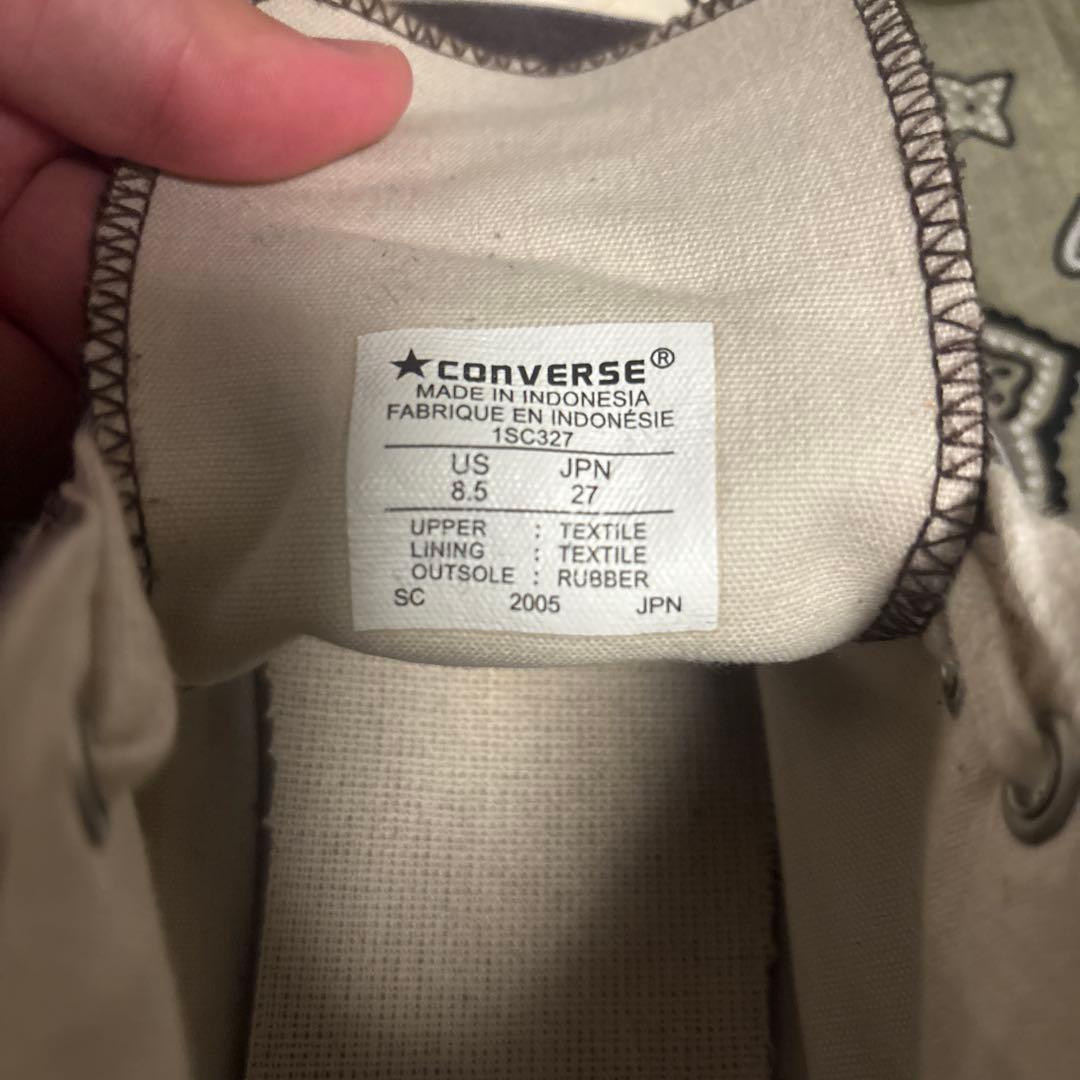 ★CONVERSE®
MADE IN INDONESIA
FABRIQUE EN INDONÉSIE
1SC327
US JPN
8.5 27
UPPER : TEXTILE
LINING : TEXTILE
OUTSOLE : RUBBER
SC 2005 JPN